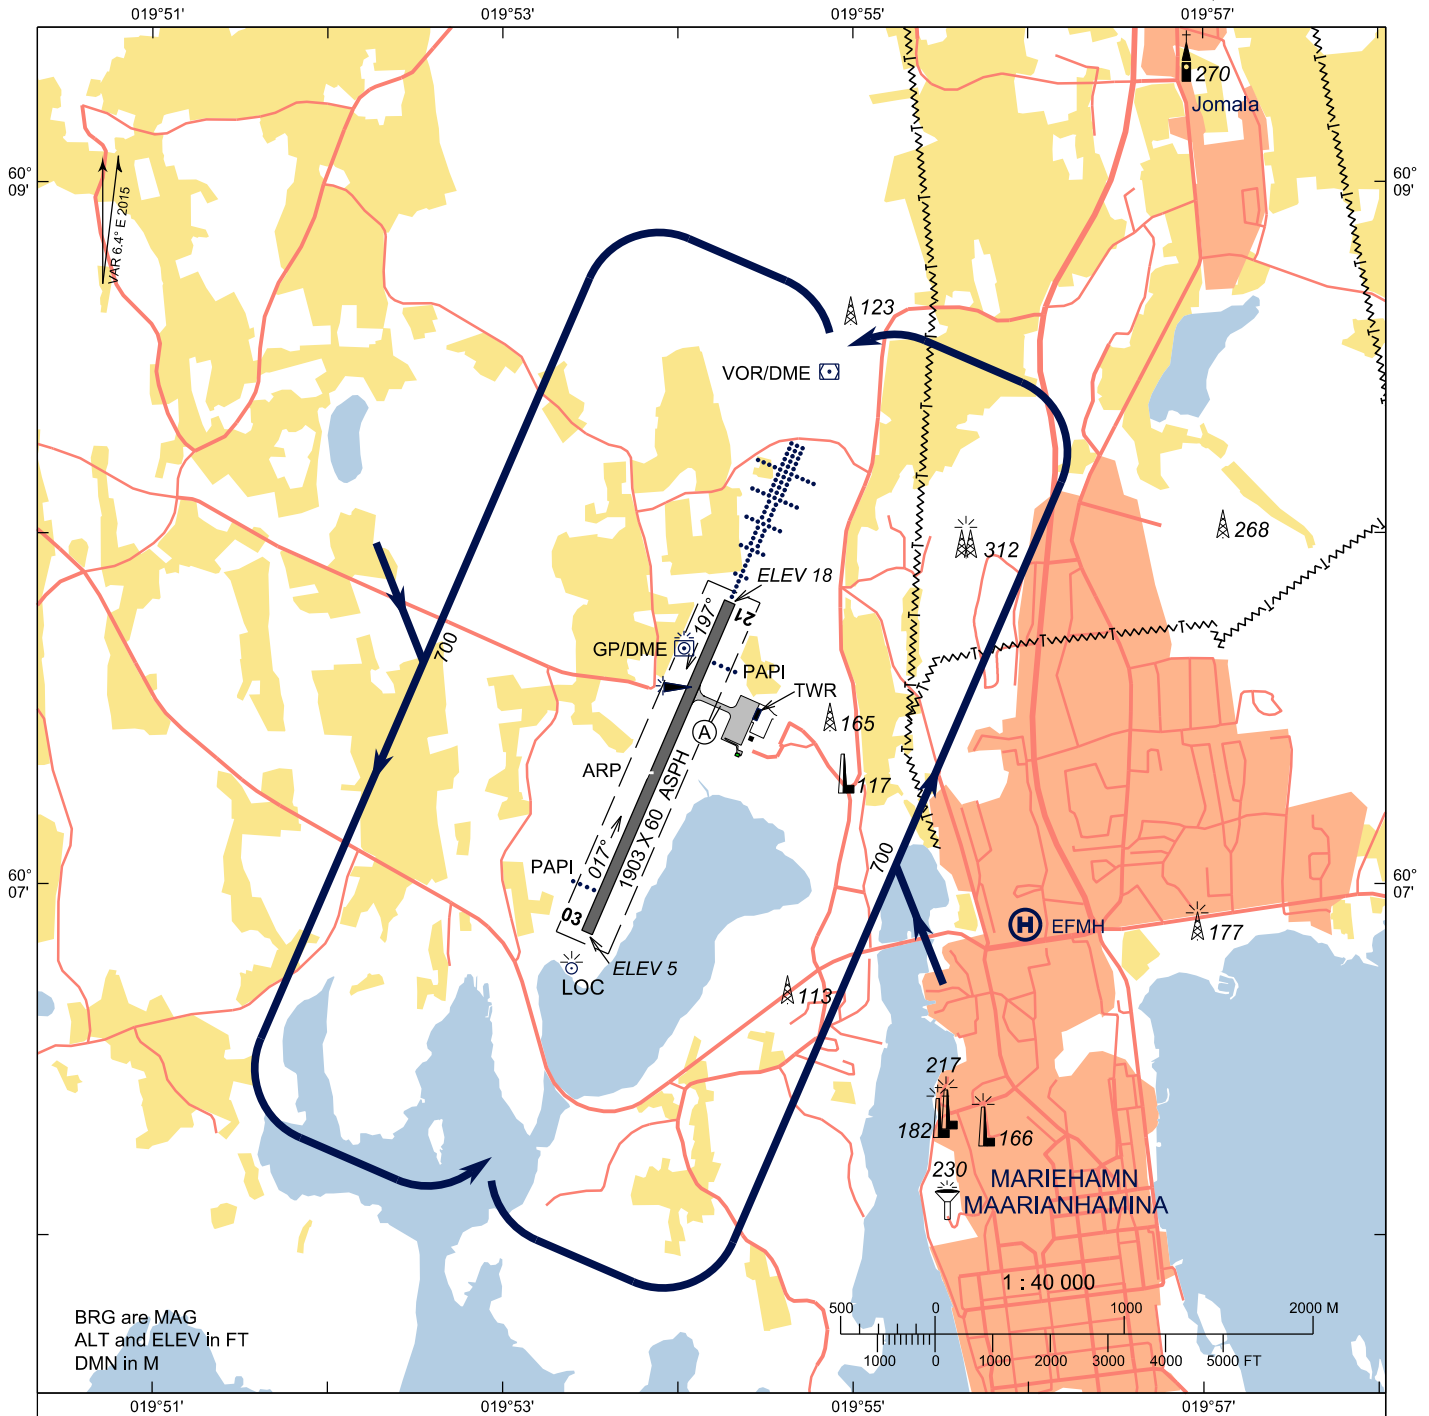 019°51'
019°53'
019°55'
019°57'
270
Jomala
60°
09'
60°
09'
VAR 6.4° E 2015
123
VOR/DME
268
312
ELEV 18
21
197°
GP/DME
PAPI
700
TWR
165
A
ARP
117
ASPH
1903 X 60
017°
PAPI
700
60°
07'
60°
07'
03
H
EFMH
177
ELEV 5
LOC
113
217
182
166
230
MARIEHAMN
MAARIANHAMINA
1 : 40 000
500
0
1000
2000 M
1000
0
1000
2000
3000
4000
5000 FT
BRG are MAG
ALT and ELEV in FT
DMN in M
019°51'
019°53'
019°55'
019°57'